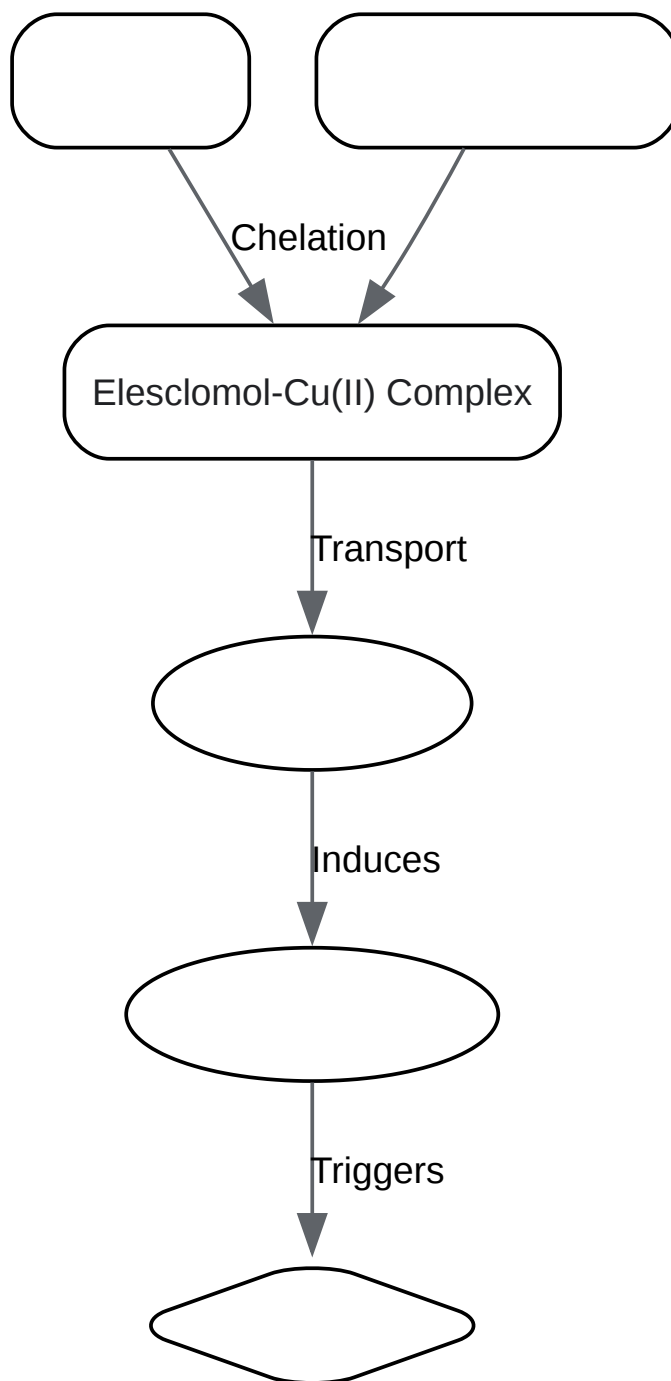 Chelation
Elesclomol-Cu(II) Complex
Transport
Induces
Triggers